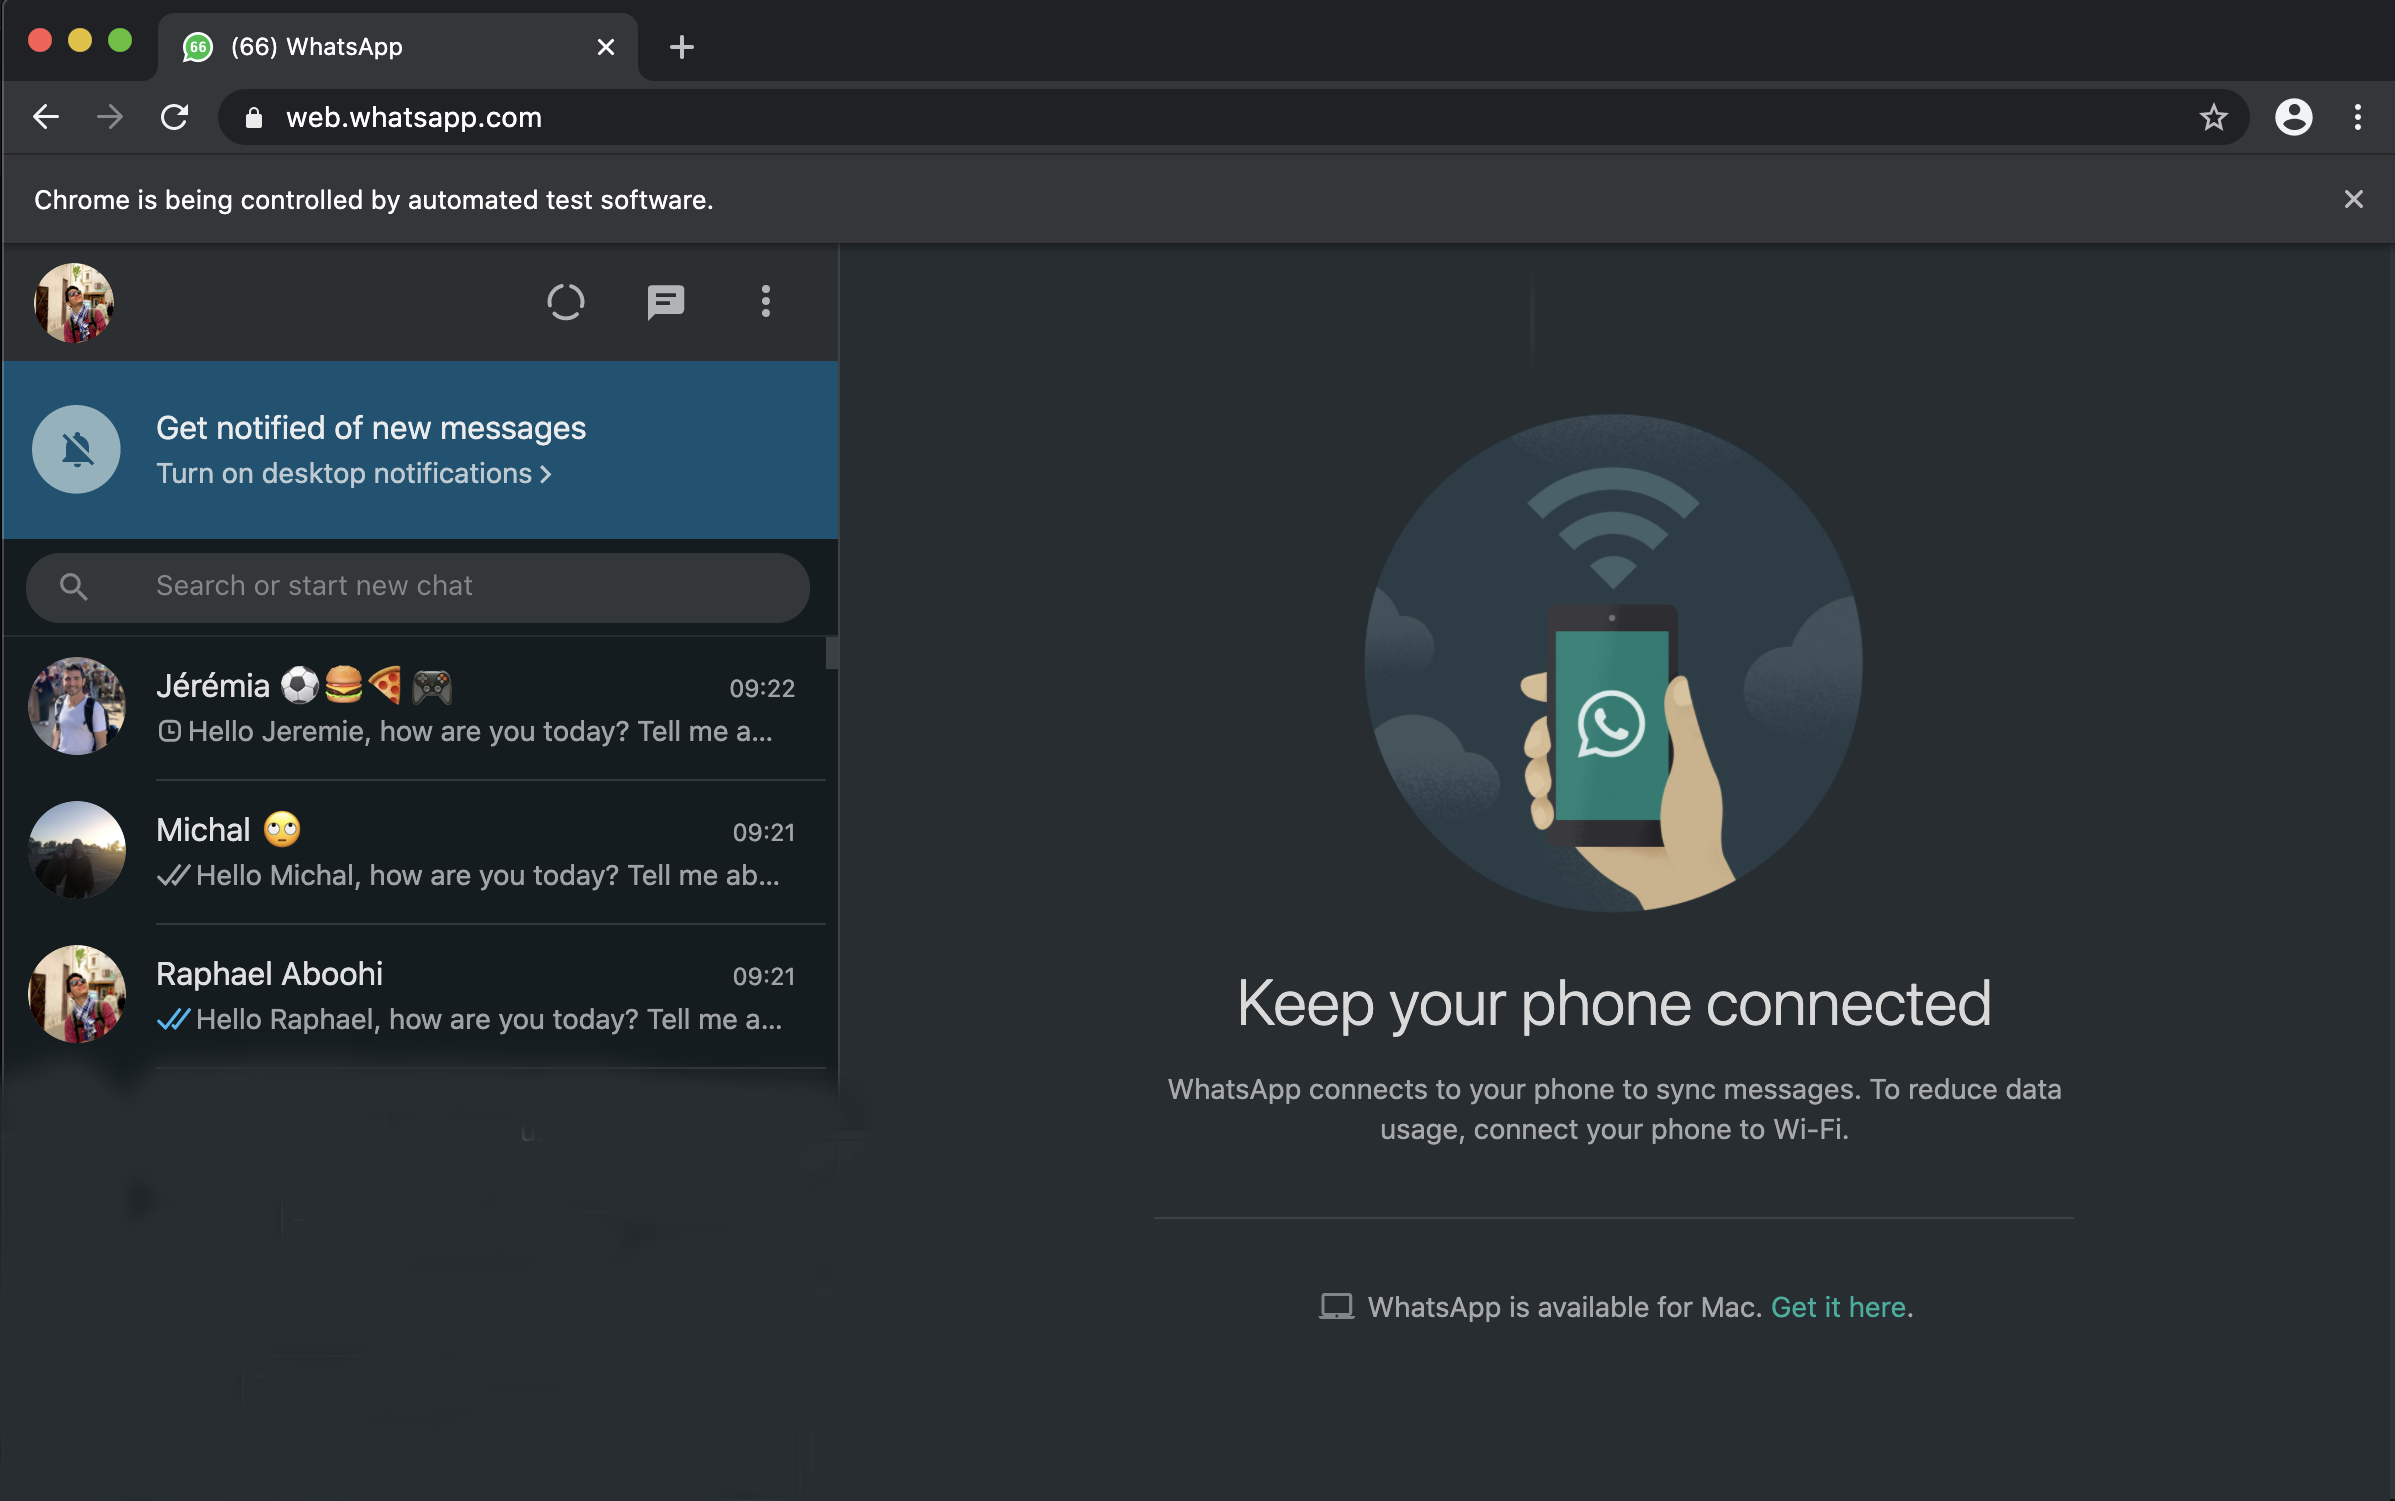 66 (66) WhatsApp
web.whatsapp.com
Chrome is being controlled by automated test software.
Get notified of new messages
Turn on desktop notifications
Search or start new chat
Jérémia ⚽🍔🍕🎮 09:22
Hello Jeremie, how are you today? Tell me a...
Michal 🙄 09:21
Hello Michal, how are you today? Tell me ab...
Raphael Aboohi 09:21
Hello Raphael, how are you today? Tell me a...
Keep your phone connected
WhatsApp connects to your phone to sync messages. To reduce data
usage, connect your phone to Wi-Fi.
WhatsApp is available for Mac. Get it here.